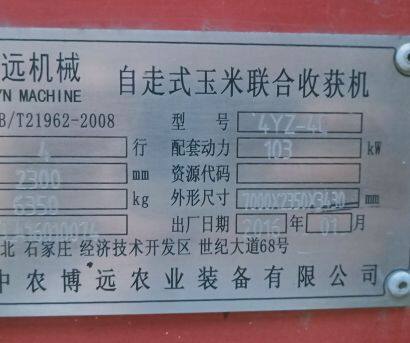 远机械 自走式玉米联合收获机
YN MACHINE
B/T21962-2008 型 号 4YZ-4L
4 行 配套动力 103 kW
2300 mm 资源代码
6350 kg 外形尺寸 7000X2350X3430 mm
出厂日期 2016 年 01 月
北 石家庄 经济技术开发区 世纪大道68号
中农博远农业装备有限公司